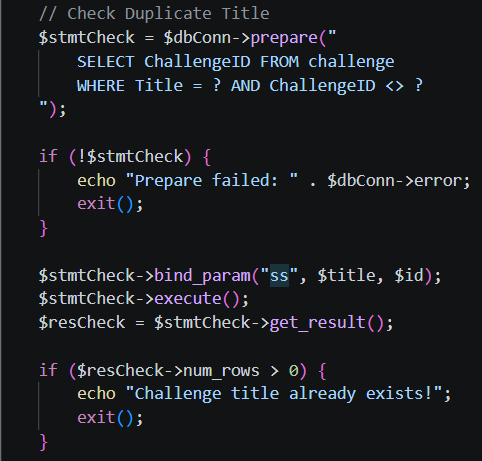 // Check Duplicate Title
$stmtCheck = $dbConn->prepare("
    SELECT ChallengeID FROM challenge
    WHERE Title = ? AND ChallengeID <> ?
");

if (!$stmtCheck) {
    echo "Prepare failed: " . $dbConn->error;
    exit();
}

$stmtCheck->bind_param("ss", $title, $id);
$stmtCheck->execute();
$resCheck = $stmtCheck->get_result();

if ($resCheck->num_rows > 0) {
    echo "Challenge title already exists!";
    exit();
}